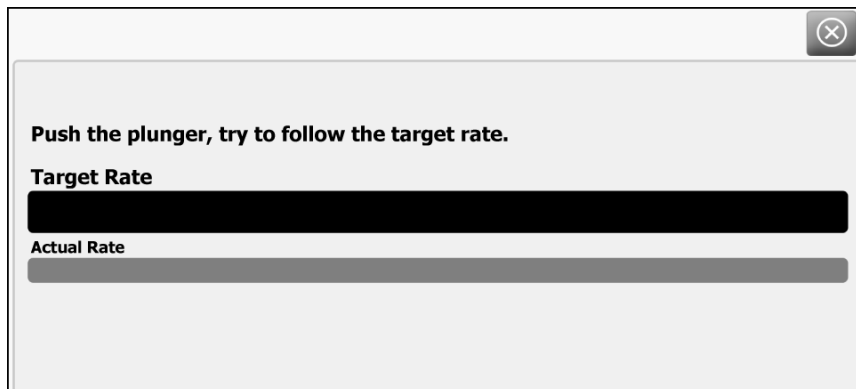 Push the plunger, try to follow the target rate.
Target Rate
Actual Rate